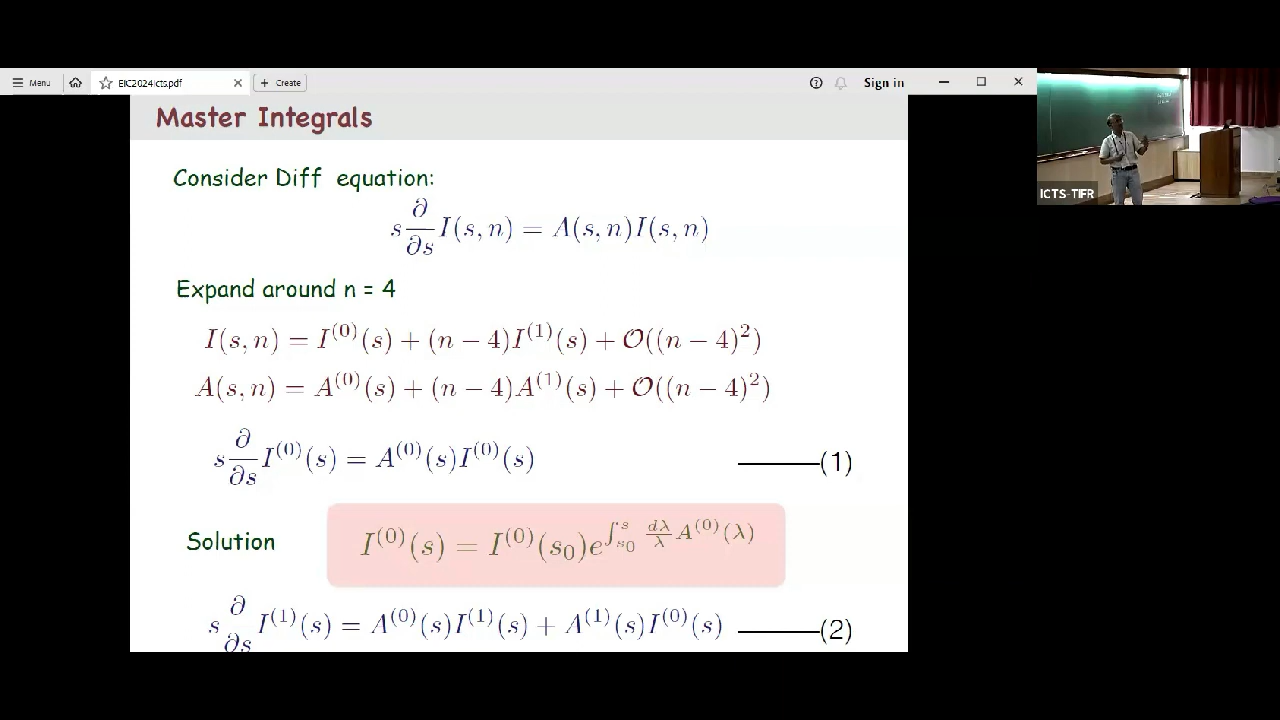 Menu EIC2024Icts.pdf Create Sign in
Master Integrals
Consider Diff equation:
s ∂/∂s I(s, n) = A(s, n)I(s, n)
Expand around n = 4
I(s, n) = I^(0)(s) + (n − 4)I^(1)(s) + O((n − 4)^2)
A(s, n) = A^(0)(s) + (n − 4)A^(1)(s) + O((n − 4)^2)
s ∂/∂s I^(0)(s) = A^(0)(s)I^(0)(s) ———(1)
Solution I^(0)(s) = I^(0)(s_0)e^{∫_{s_0}^{s} dλ/λ A^(0)(λ)}
s ∂/∂s I^(1)(s) = A^(0)(s)I^(1)(s) + A^(1)(s)I^(0)(s) ———(2)
ICTS-TIFR